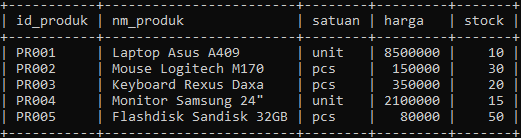 id_produk | nm_produk | satuan | harga | stock
PR001 | Laptop Asus A409 | unit | 8500000 | 10
PR002 | Mouse Logitech M170 | pcs | 150000 | 30
PR003 | Keyboard Rexus Daxa | pcs | 350000 | 20
PR004 | Monitor Samsung 24" | unit | 2100000 | 15
PR005 | Flashdisk Sandisk 32GB | pcs | 80000 | 50